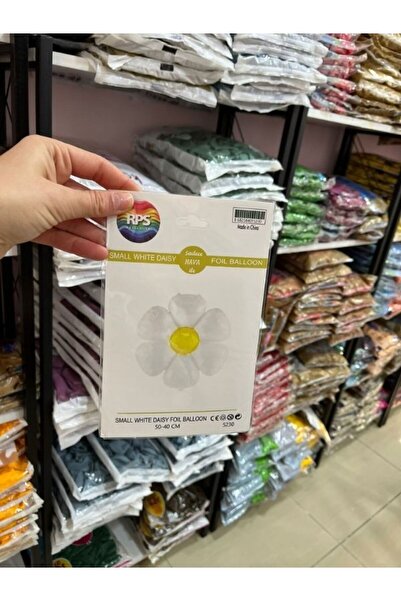 RPS
Made in China
SMALL WHITE DAISY
Sadece
HAVA
ile
FOIL BALLOON
SMALL WHITE DAISY FOIL BALLOON
50-40 CM
CE
5230